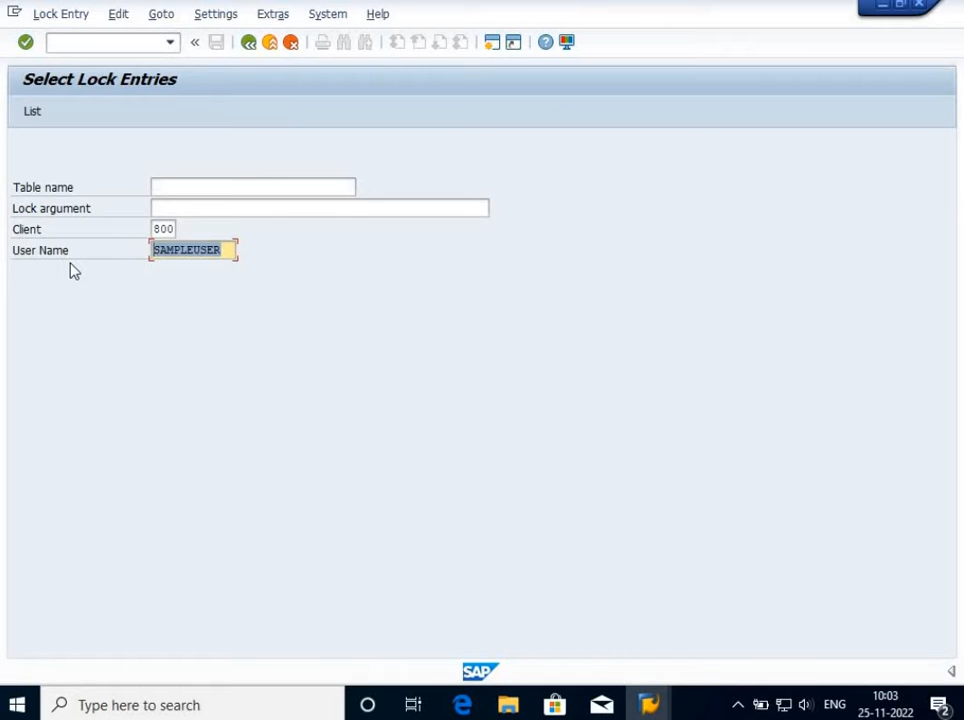 Lock Entry Edit Goto Settings Extras System Help
Select Lock Entries
List
Table name
Lock argument
Client 800
User Name SAMPLEUSER
SAP
Type here to search
ENG
10:03
25-11-2022
2